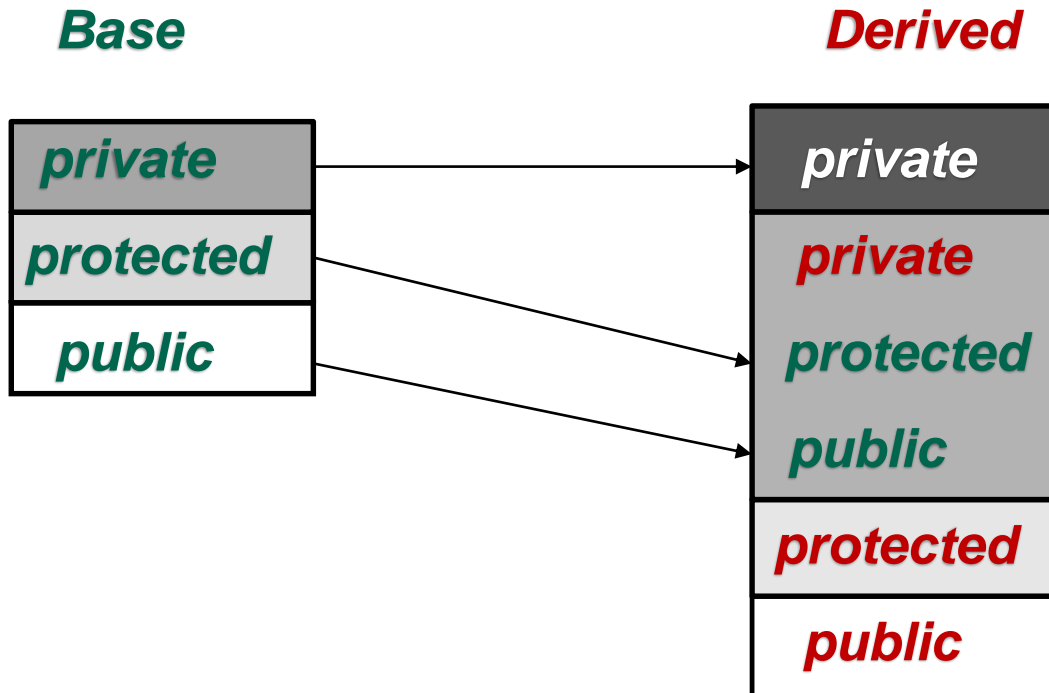 Base
Derived
private
protected
public
private
private
protected
public
protected
public